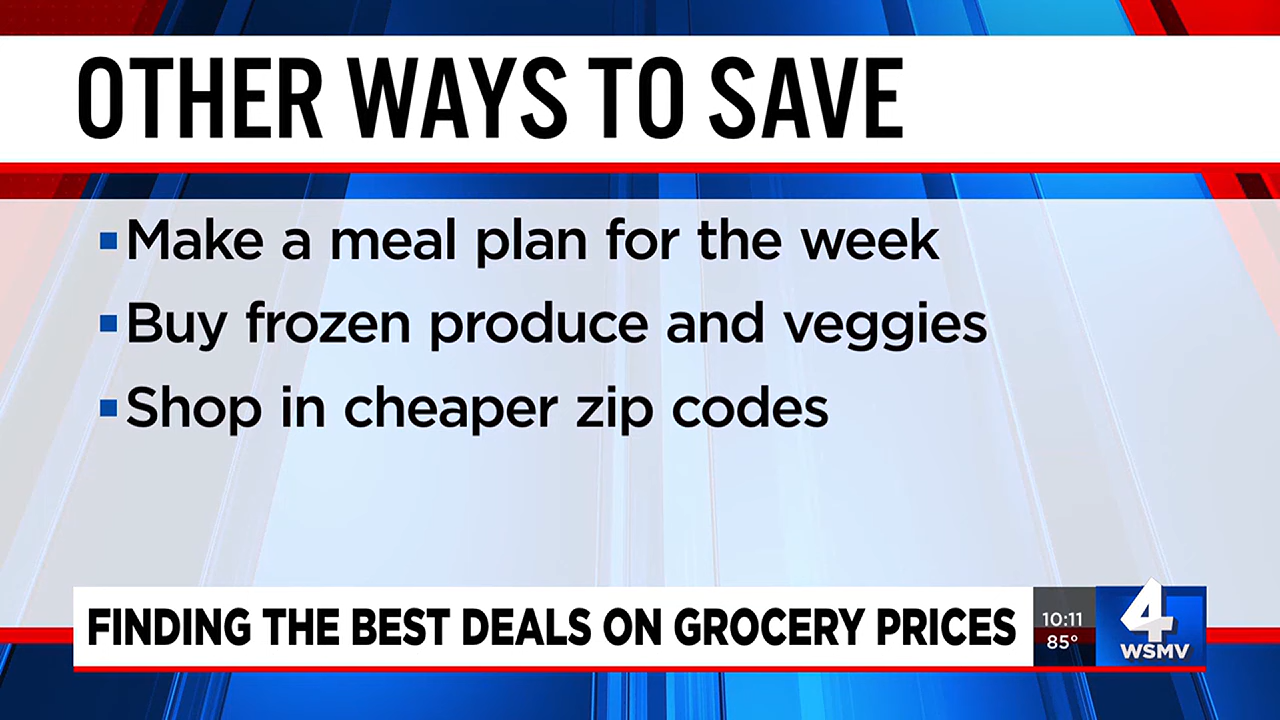 OTHER WAYS TO SAVE
▪Make a meal plan for the week
▪Buy frozen produce and veggies
▪Shop in cheaper zip codes
FINDING THE BEST DEALS ON GROCERY PRICES
10:11
85°
4
WSMV